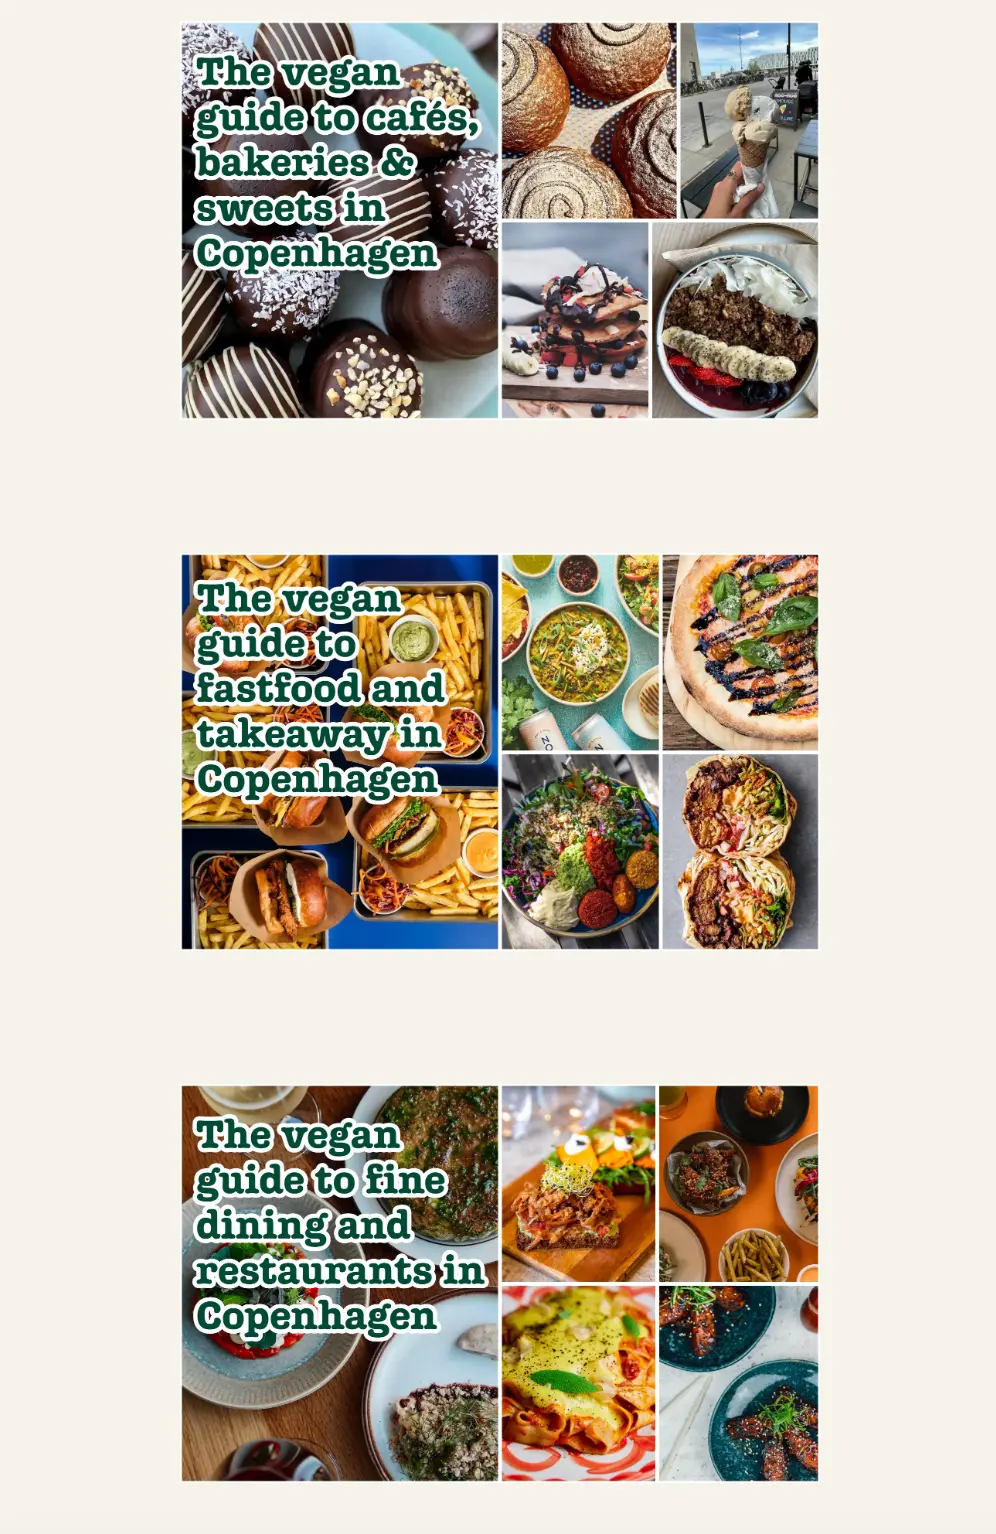 The vegan
guide to cafés,
bakeries &
sweets in
Copenhagen
The vegan
guide to
fastfood and
takeaway in
Copenhagen
The vegan
guide to fine
dining and
restaurants in
Copenhagen